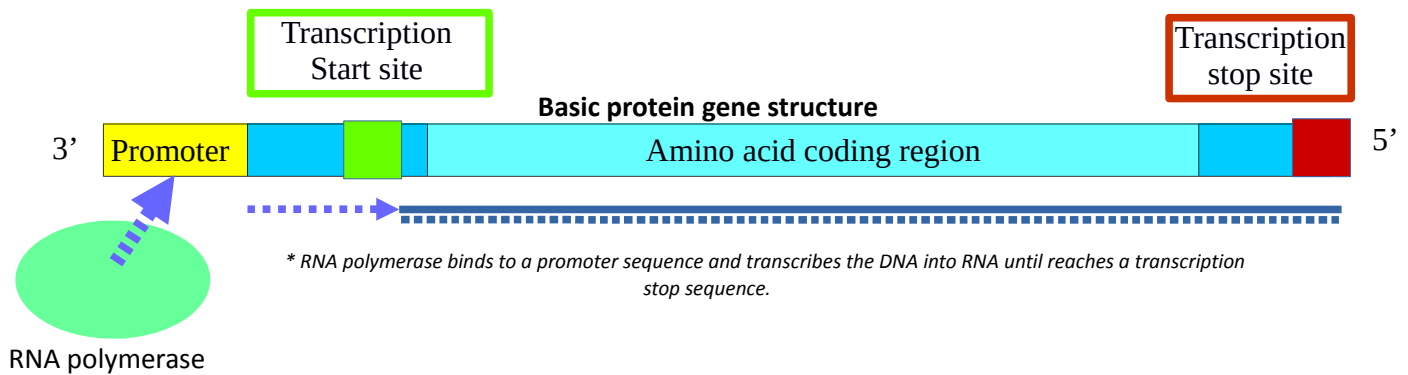 Transcription
Start site
Transcription
stop site
Basic protein gene structure
3’
Promoter
Amino acid coding region
5’
* RNA polymerase binds to a promoter sequence and transcribes the DNA into RNA until reaches a transcription
stop sequence.
RNA polymerase